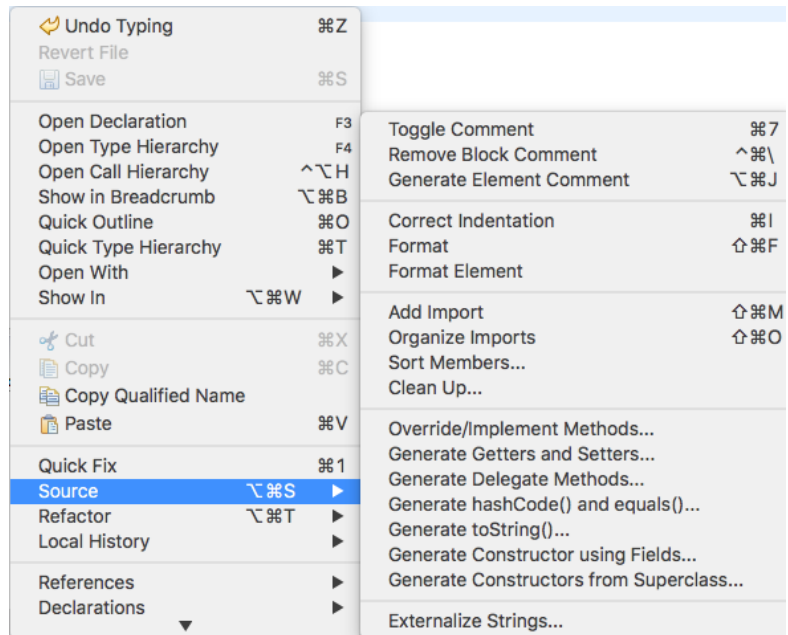 Undo Typing ⌘Z
Revert File
Save ⌘S
Open Declaration F3
Open Type Hierarchy F4
Open Call Hierarchy ^⌥H
Show in Breadcrumb ⌥⌘B
Quick Outline ⌘O
Quick Type Hierarchy ⌘T
Open With ▶
Show In ⌥⌘W ▶
Cut ⌘X
Copy ⌘C
Copy Qualified Name
Paste ⌘V
Quick Fix ⌘1
Source ⌥⌘S ▶
Refactor ⌥⌘T ▶
Local History ▶
References ▶
Declarations ▶
Toggle Comment ⌘7
Remove Block Comment ^⌘\
Generate Element Comment ⌥⌘J
Correct Indentation ⌘I
Format ⇧⌘F
Format Element
Add Import ⇧⌘M
Organize Imports ⇧⌘O
Sort Members...
Clean Up...
Override/Implement Methods...
Generate Getters and Setters...
Generate Delegate Methods...
Generate hashCode() and equals()...
Generate toString()...
Generate Constructor using Fields...
Generate Constructors from Superclass...
Externalize Strings...